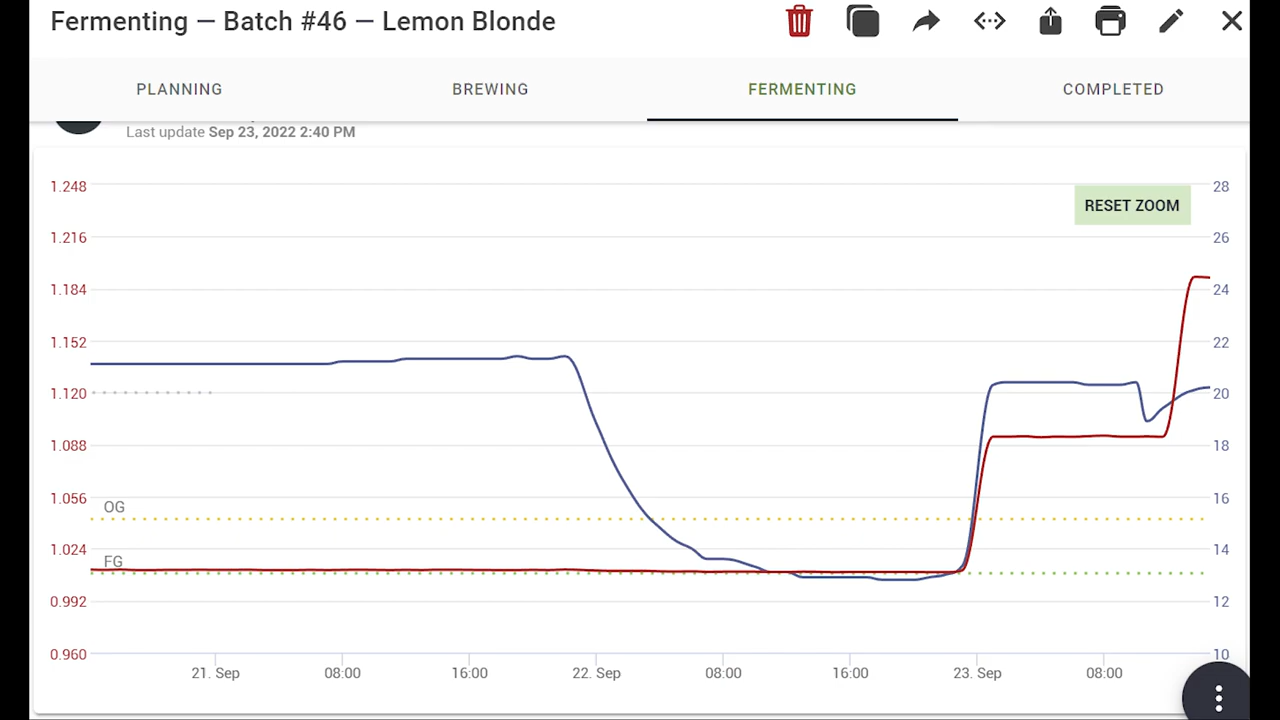 Fermenting — Batch #46 — Lemon Blonde
PLANNING BREWING FERMENTING COMPLETED
Last update Sep 23, 2022 2:40 PM
1.248 28
RESET ZOOM
1.216 26
1.184 24
1.152 22
1.120 20
1.088 18
1.056 16
OG
1.024 14
FG
0.992 12
0.960 10
21. Sep 08:00 16:00 22. Sep 08:00 16:00 23. Sep 08:00